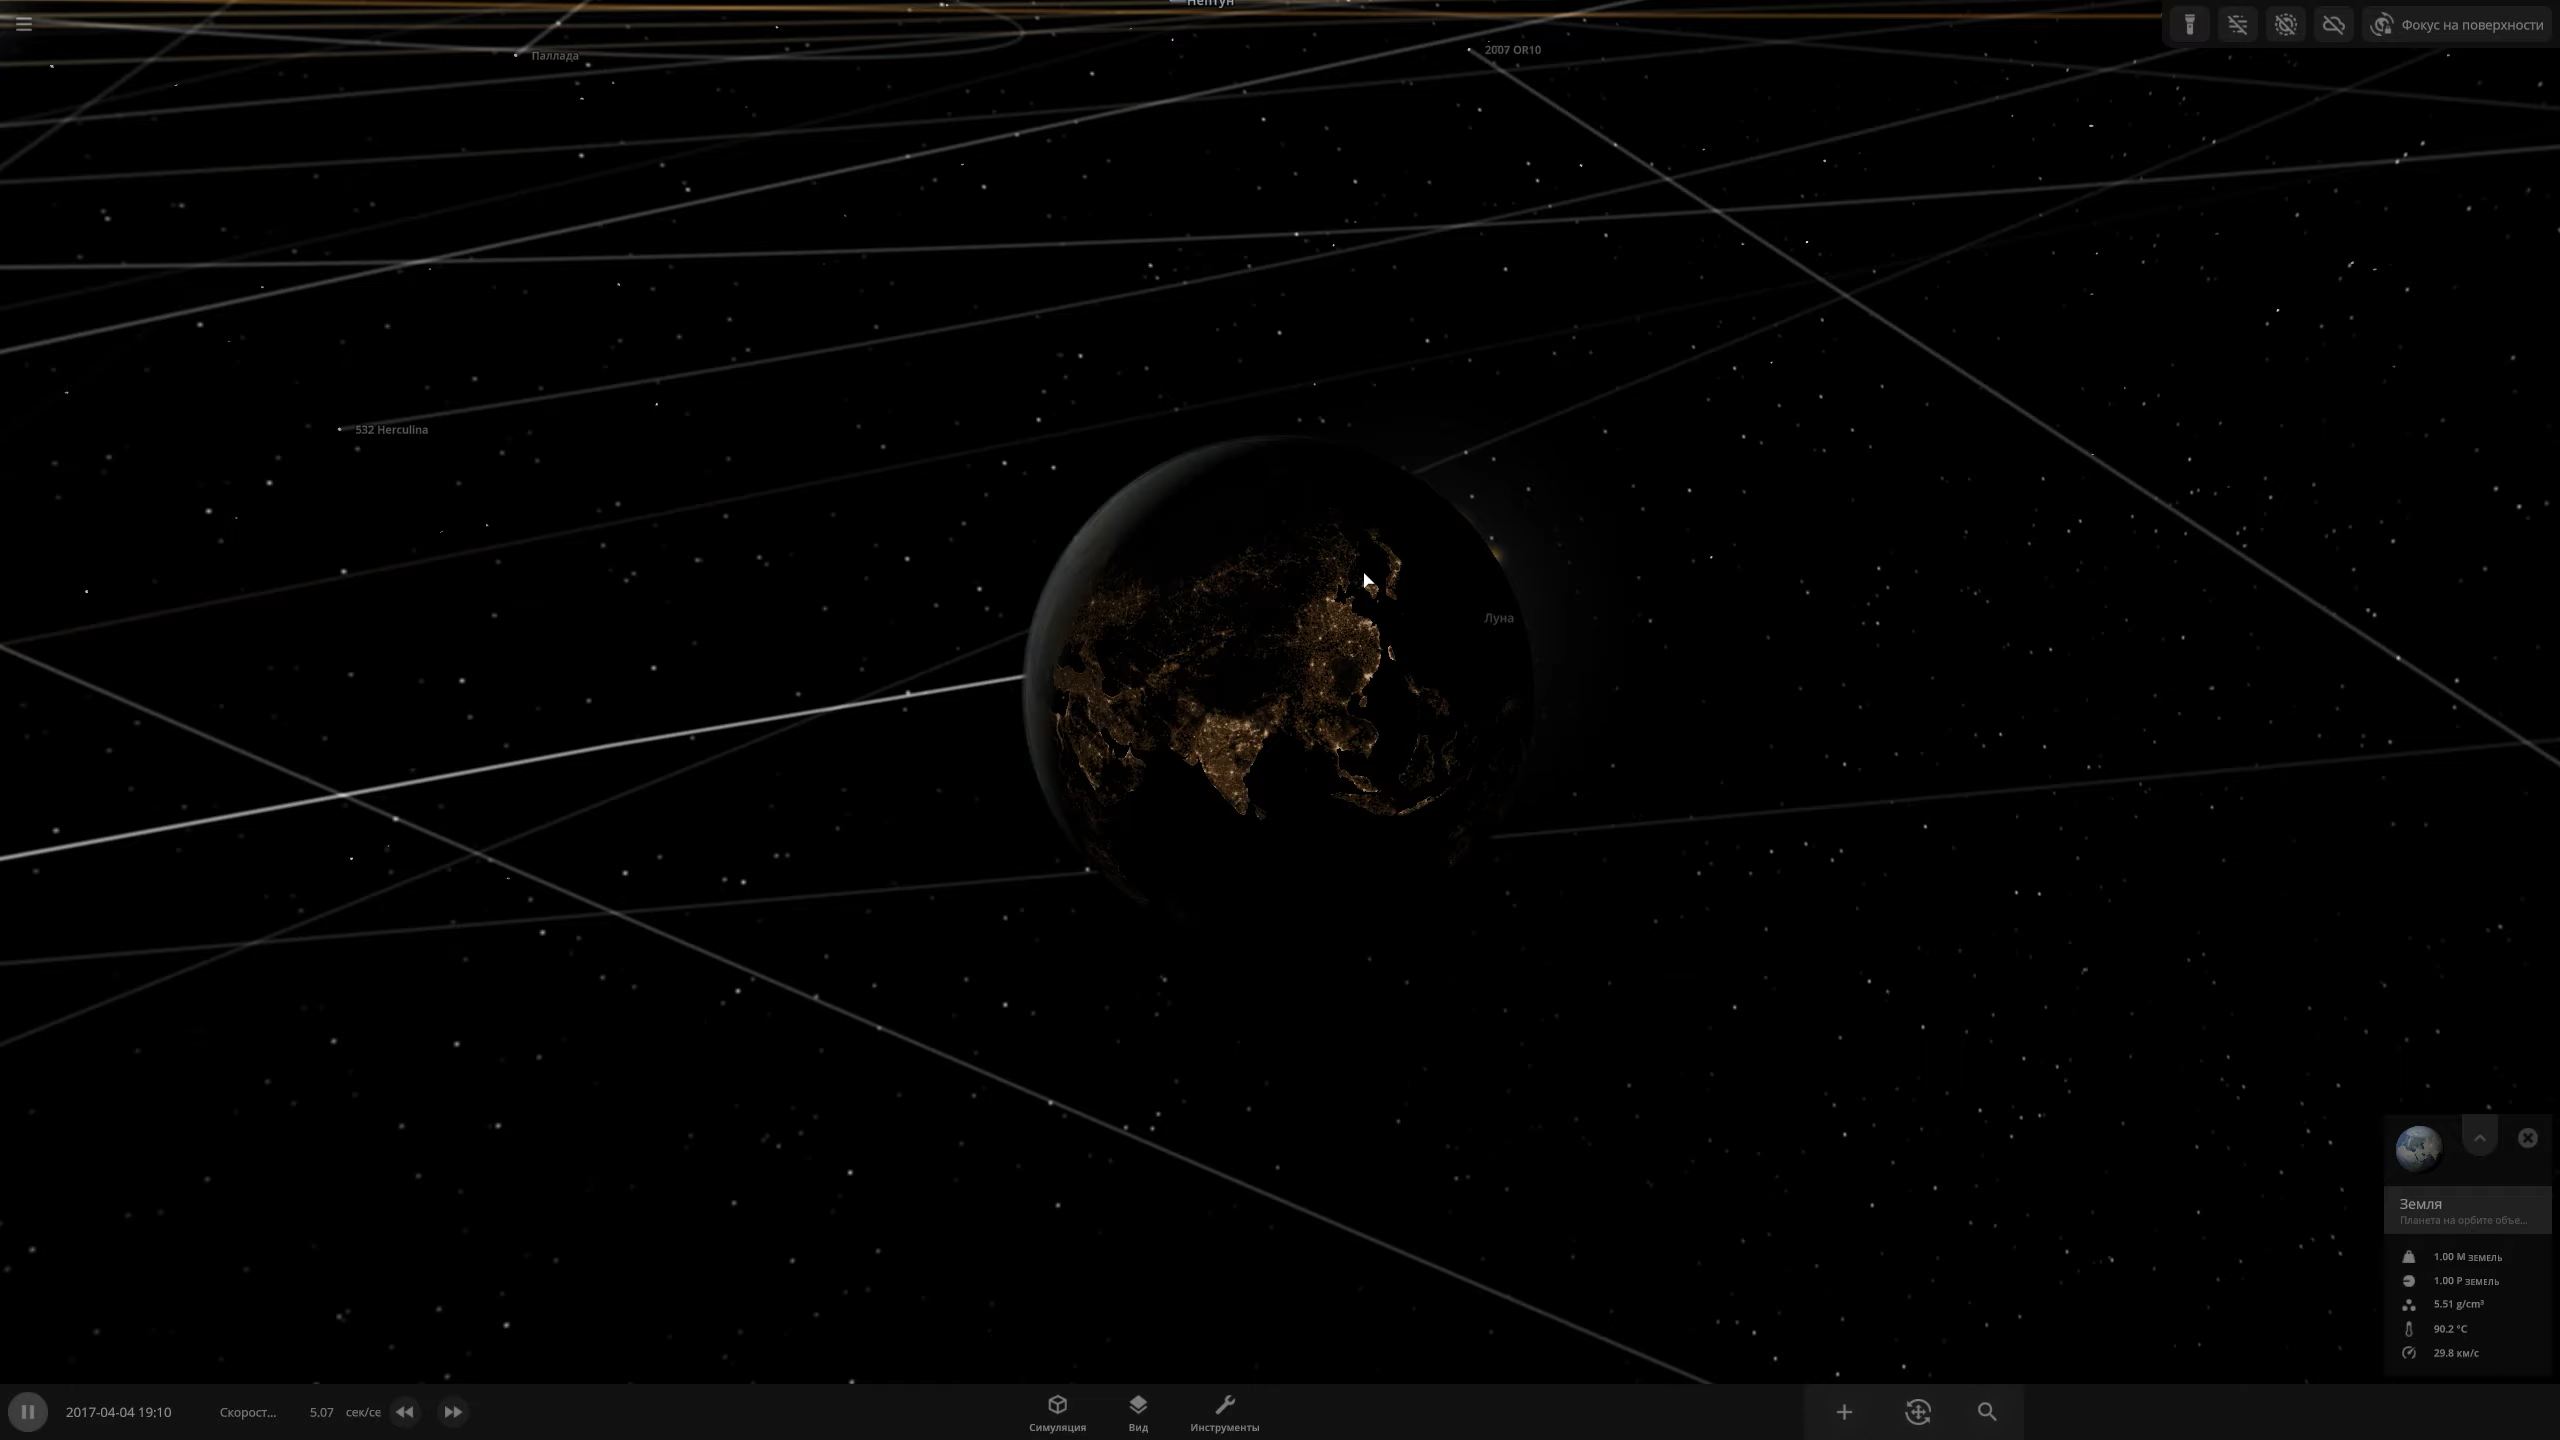 Нептун
Фокус на поверхности
Паллада
2007 OR10
532 Herculina
Луна
Земля
Планета на орбите объе...
1.00 М ЗЕМЕЛЬ
1.00 Р ЗЕМЕЛЬ
5.51 g/cm³
90.2 °C
29.8 км/с
2017-04-04 19:10
Скорост...
5.07 сек/се
Симуляция
Вид
Инструменты